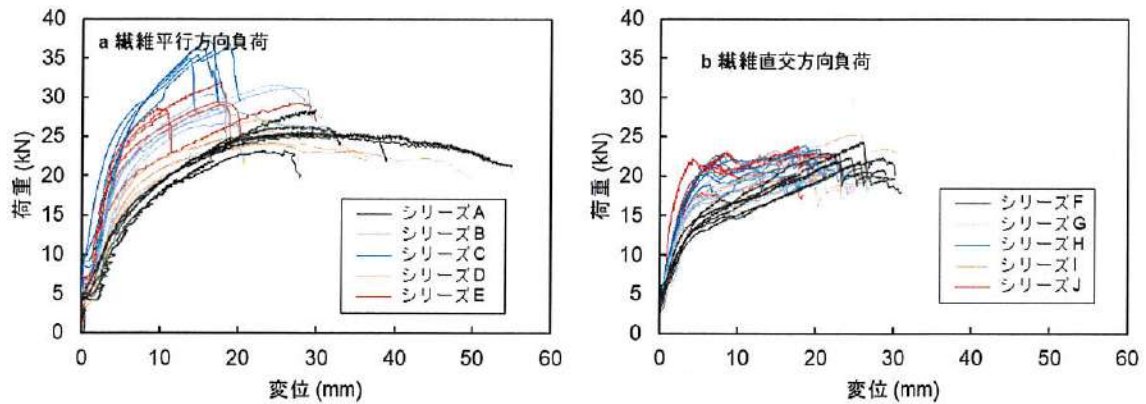 40
35
30
25
20
15
10
5
0
荷重 (kN)
a 繊維平行方向負荷
シリーズA
シリーズB
シリーズC
シリーズD
シリーズE
0 10 20 30 40 50 60
変位 (mm)
40
35
30
25
20
15
10
5
0
荷重 (kN)
b 繊維直交方向負荷
シリーズF
シリーズG
シリーズH
シリーズI
シリーズJ
0 10 20 30 40 50 60
変位 (mm)